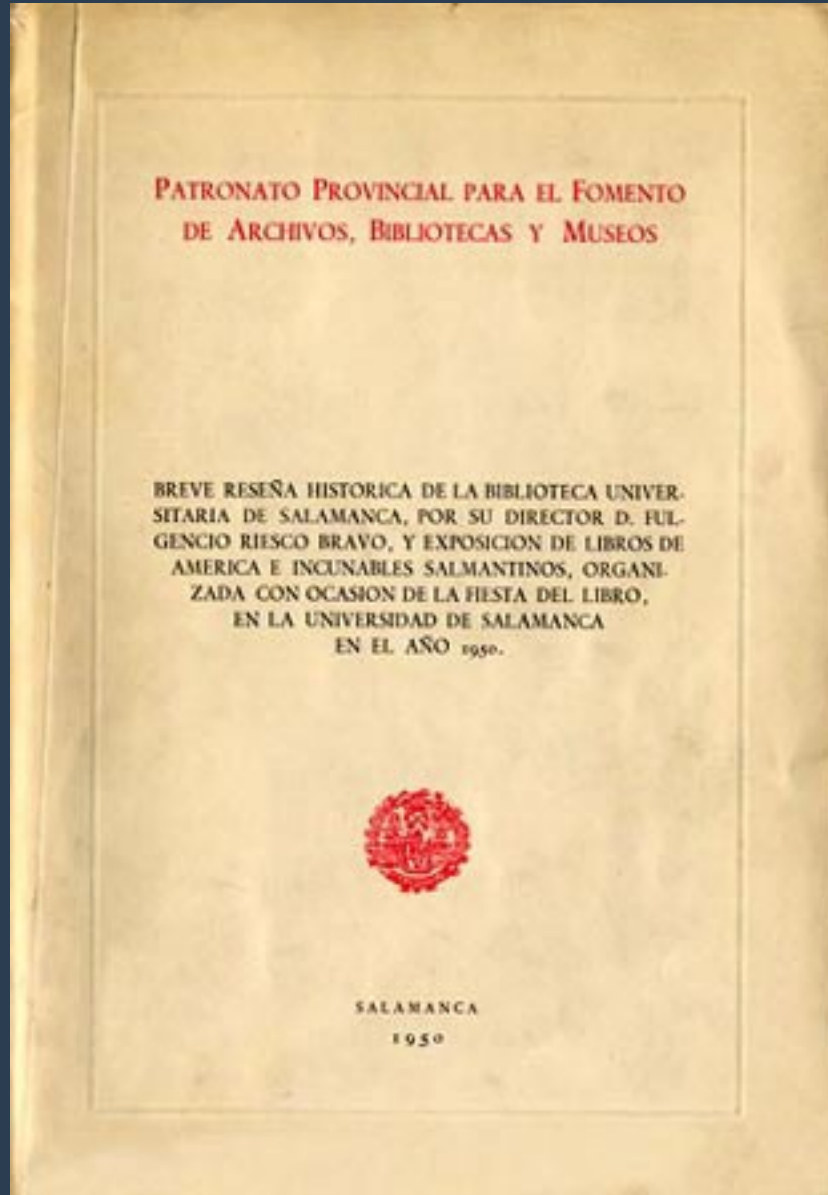 PATRONATO PROVINCIAL PARA EL FOMENTO
DE ARCHIVOS, BIBLIOTECAS Y MUSEOS
BREVE RESEÑA HISTORICA DE LA BIBLIOTECA UNIVER-
SITARIA DE SALAMANCA, POR SU DIRECTOR D. FUL-
GENCIO RIESCO BRAVO, Y EXPOSICION DE LIBROS DE
AMERICA E INCUNABLES SALMANTINOS, ORGANI-
ZADA CON OCASION DE LA FIESTA DEL LIBRO,
EN LA UNIVERSIDAD DE SALAMANCA
EN EL AÑO 1950.
SALAMANCA
1950